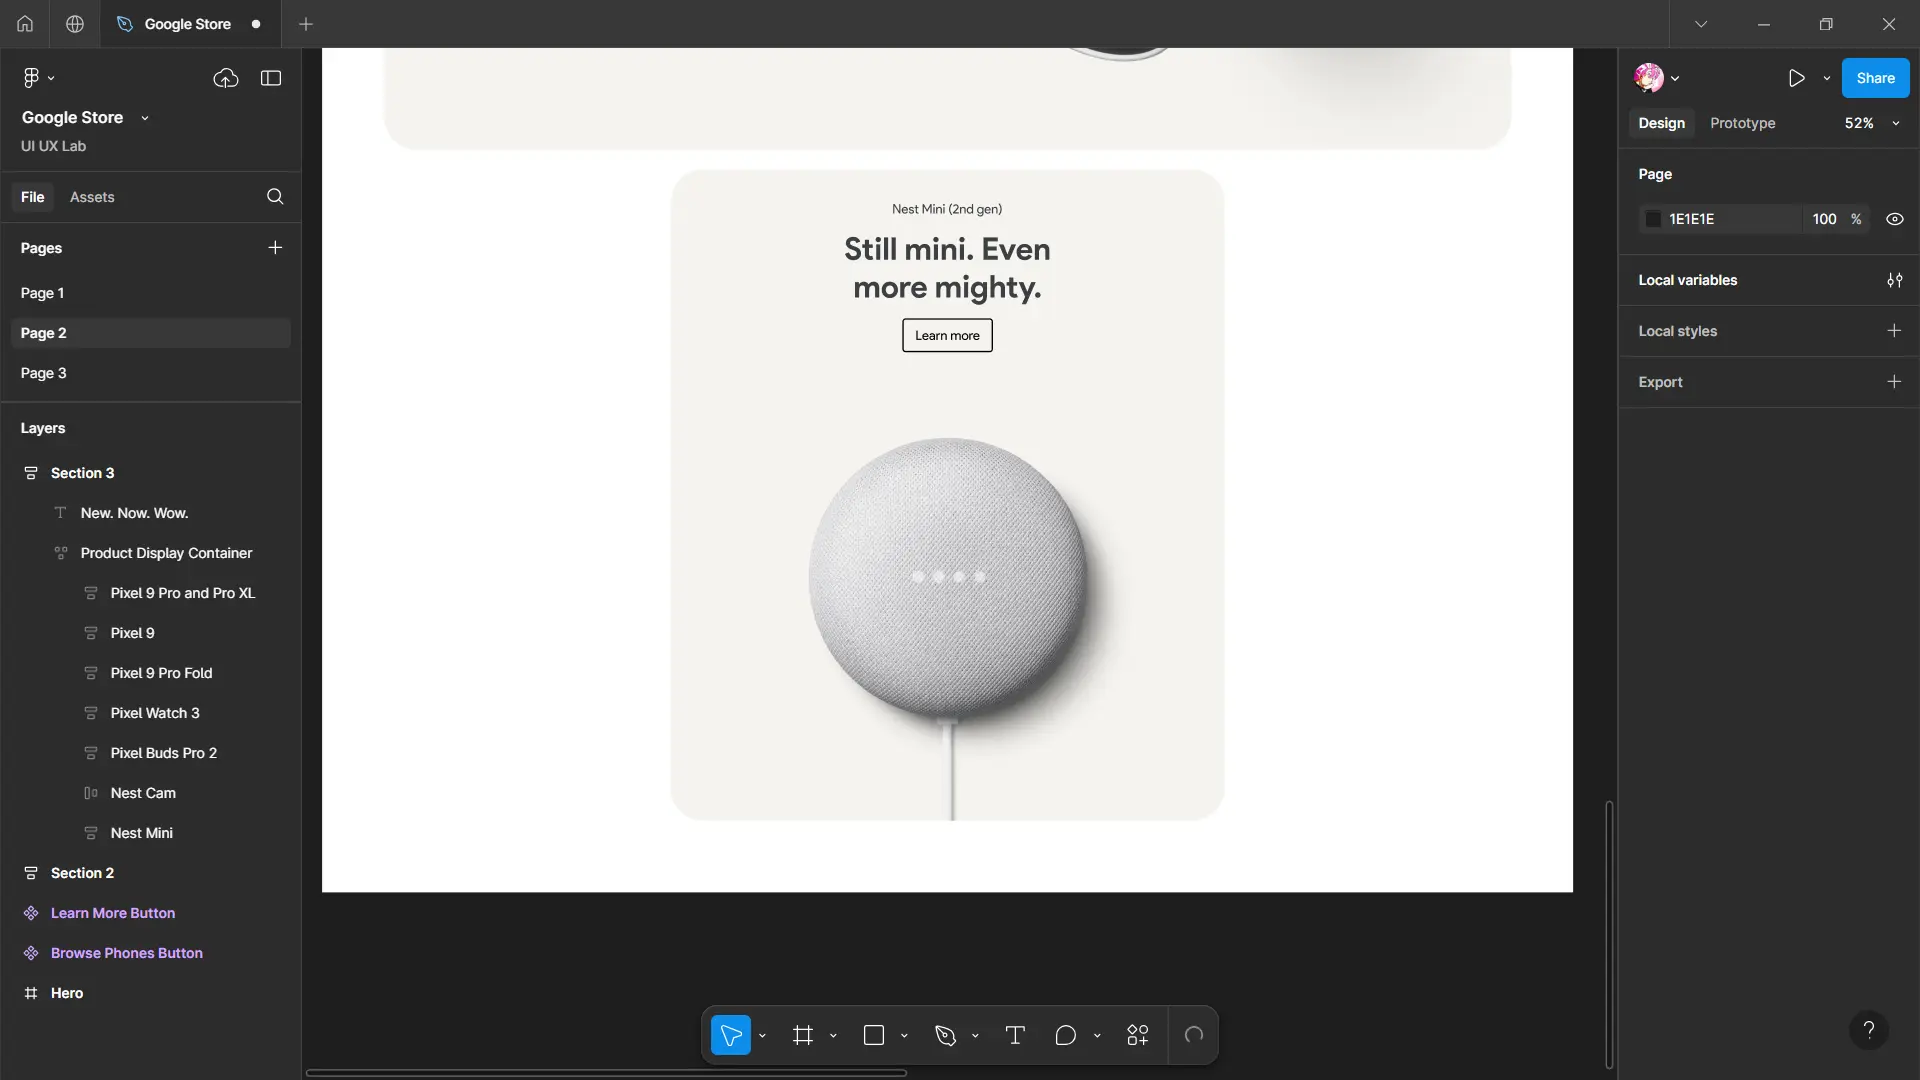 Google Store
Google Store
UI UX Lab
File
Assets
Pages
Page 1
Page 2
Page 3
Layers
Section 3
New. Now. Wow.
Product Display Container
Pixel 9 Pro and Pro XL
Pixel 9
Pixel 9 Pro Fold
Pixel Watch 3
Pixel Buds Pro 2
Nest Cam
Nest Mini
Section 2
Learn More Button
Browse Phones Button
Hero
Nest Mini (2nd gen)
Still mini. Even
more mighty.
Learn more
Share
Design
Prototype
52%
Page
1E1E1E
100 %
Local variables
Local styles
Export
?